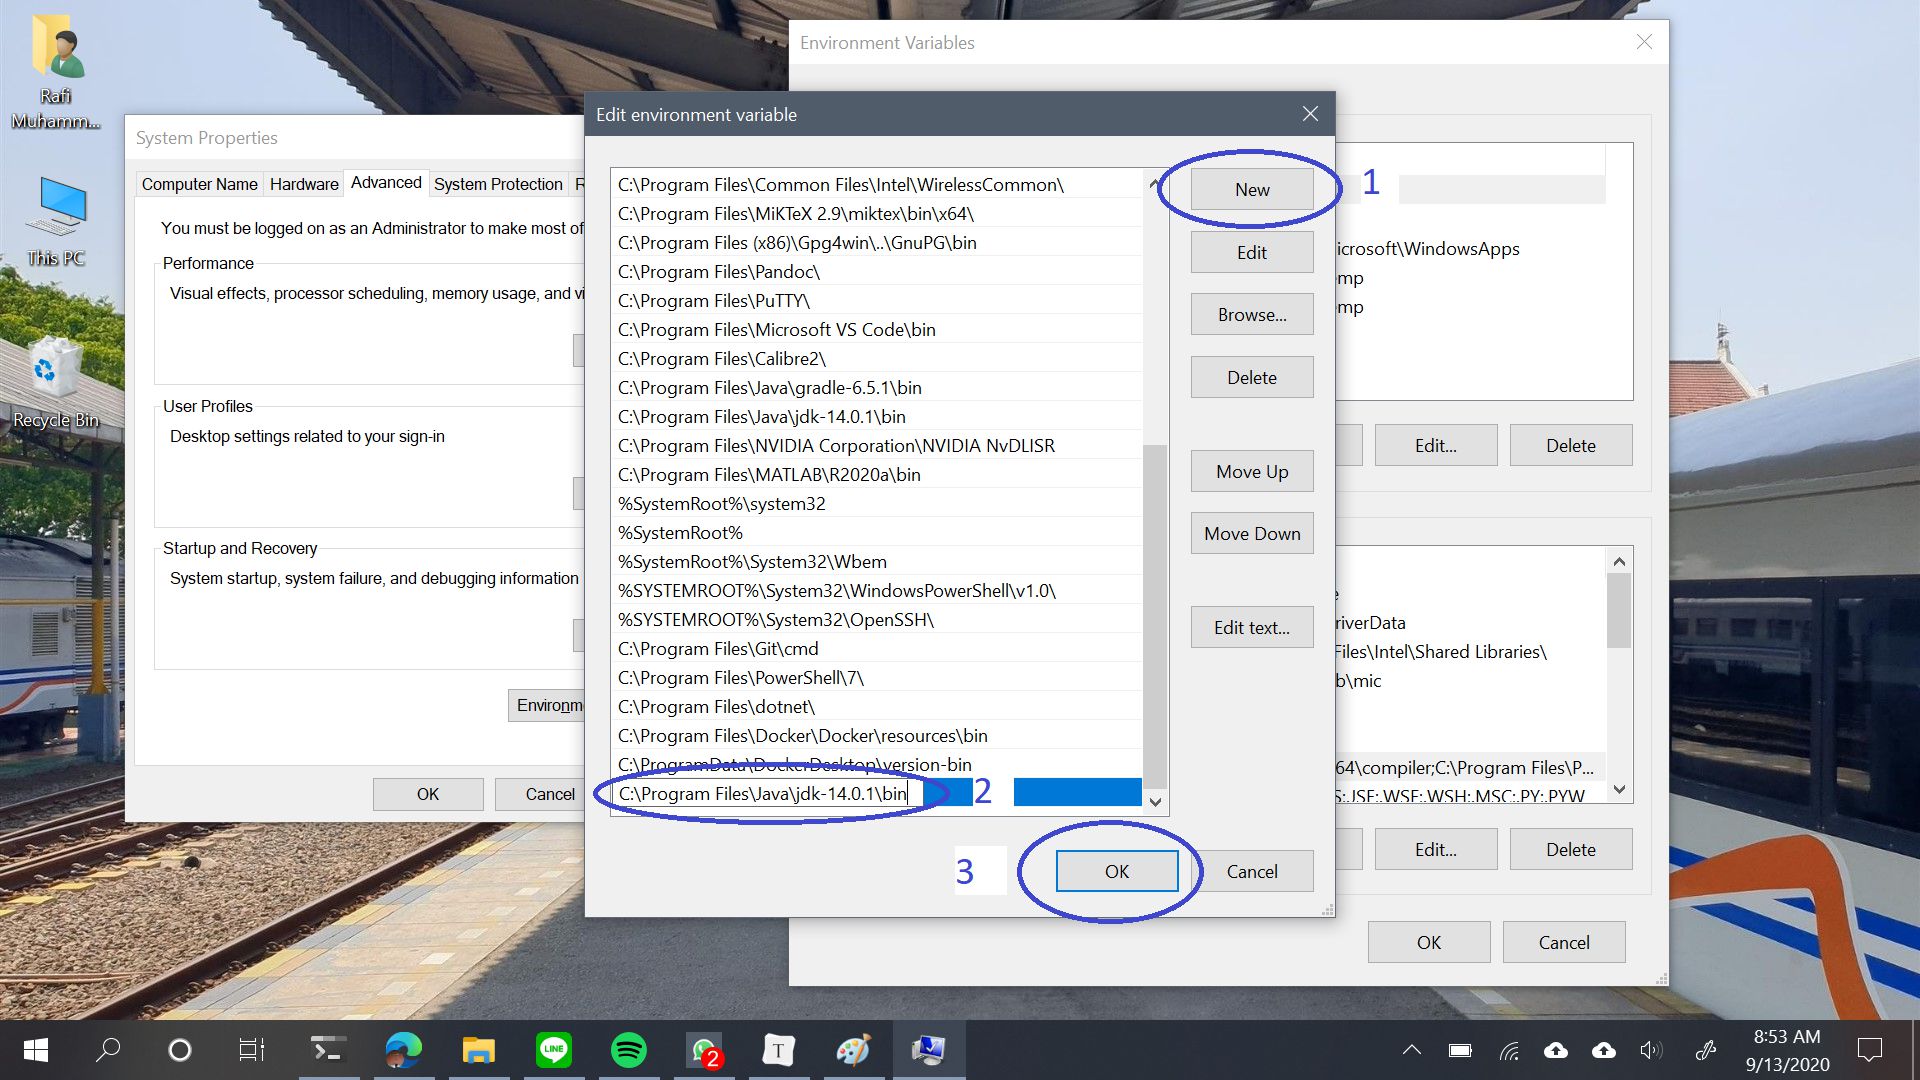 Rafi
Muhamm...
This PC
Recycle Bin
System Properties
Computer Name
Hardware
Advanced
System Protection
You must be logged on as an Administrator to make most of
Performance
Visual effects, processor scheduling, memory usage, and vi
User Profiles
Desktop settings related to your sign-in
Startup and Recovery
System startup, system failure, and debugging information
Environme
OK
Cancel
Environment Variables
Edit environment variable
C:\Program Files\Common Files\Intel\WirelessCommon\
C:\Program Files\MiKTeX 2.9\miktex\bin\x64\
C:\Program Files (x86)\Gpg4win\..\GnuPG\bin
C:\Program Files\Pandoc\
C:\Program Files\PuTTY\
C:\Program Files\Microsoft VS Code\bin
C:\Program Files\Calibre2\
C:\Program Files\Java\gradle-6.5.1\bin
C:\Program Files\Java\jdk-14.0.1\bin
C:\Program Files\NVIDIA Corporation\NVIDIA NvDLISR
C:\Program Files\MATLAB\R2020a\bin
%SystemRoot%\system32
%SystemRoot%
%SystemRoot%\System32\Wbem
%SYSTEMROOT%\System32\WindowsPowerShell\v1.0\
%SYSTEMROOT%\System32\OpenSSH\
C:\Program Files\Git\cmd
C:\Program Files\PowerShell\7\
C:\Program Files\dotnet\
C:\Program Files\Docker\Docker\resources\bin
C:\ProgramData\DockerDesktop\version-bin
C:\Program Files\Java\jdk-14.0.1\bin
2
New
1
Edit
Browse...
Delete
Move Up
Move Down
Edit text...
3
OK
Cancel
icrosoft\WindowsApps
mp
mp
Edit...
Delete
riverData
Files\Intel\Shared Libraries\
b\mic
64\compiler;C:\Program Files\P...
S;.JSE;.WSF;.WSH;.MSC;.PY;.PYW
Edit...
Delete
OK
Cancel
LINE
2
T
8:53 AM
9/13/2020